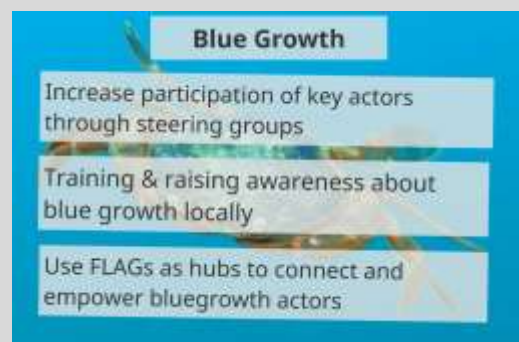 Blue Growth
Increase participation of key actors
through steering groups
Training & raising awareness about
blue growth locally
Use FLAGs as hubs to connect and
empower bluegrowth actors